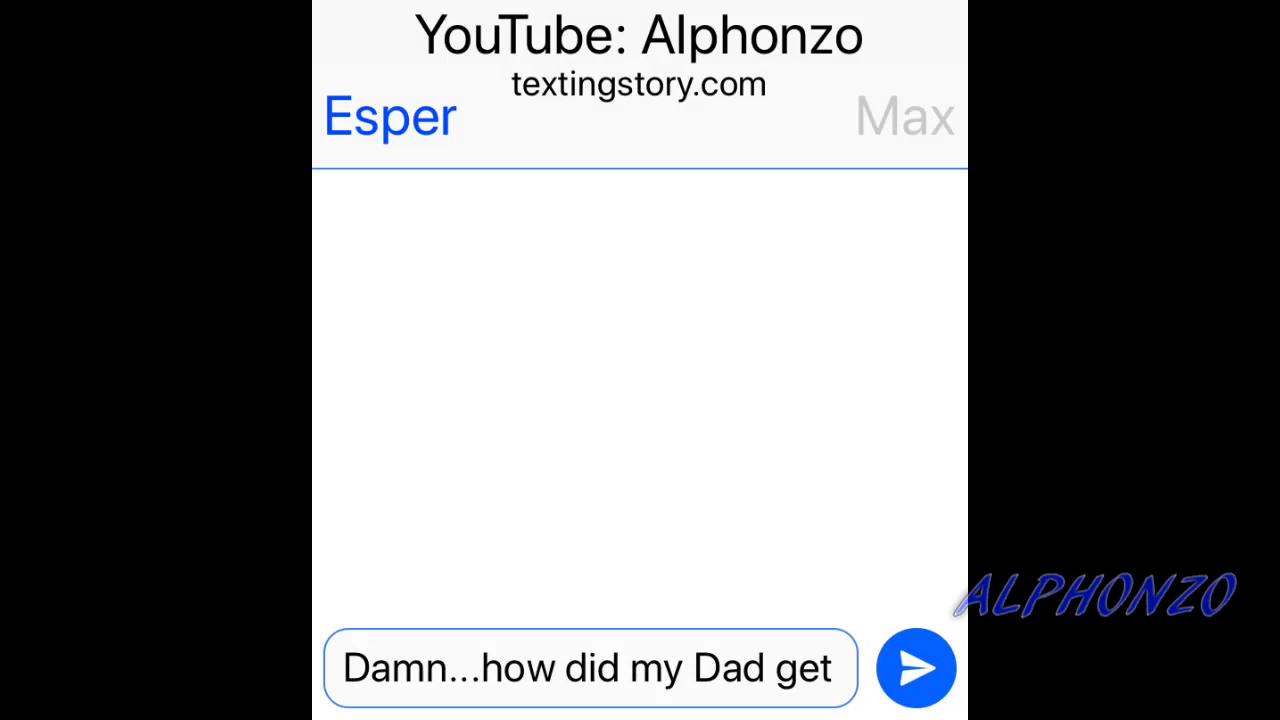 YouTube: Alphonzo
textingstory.com
Esper Max
ALPHONZO
Damn...how did my Dad get